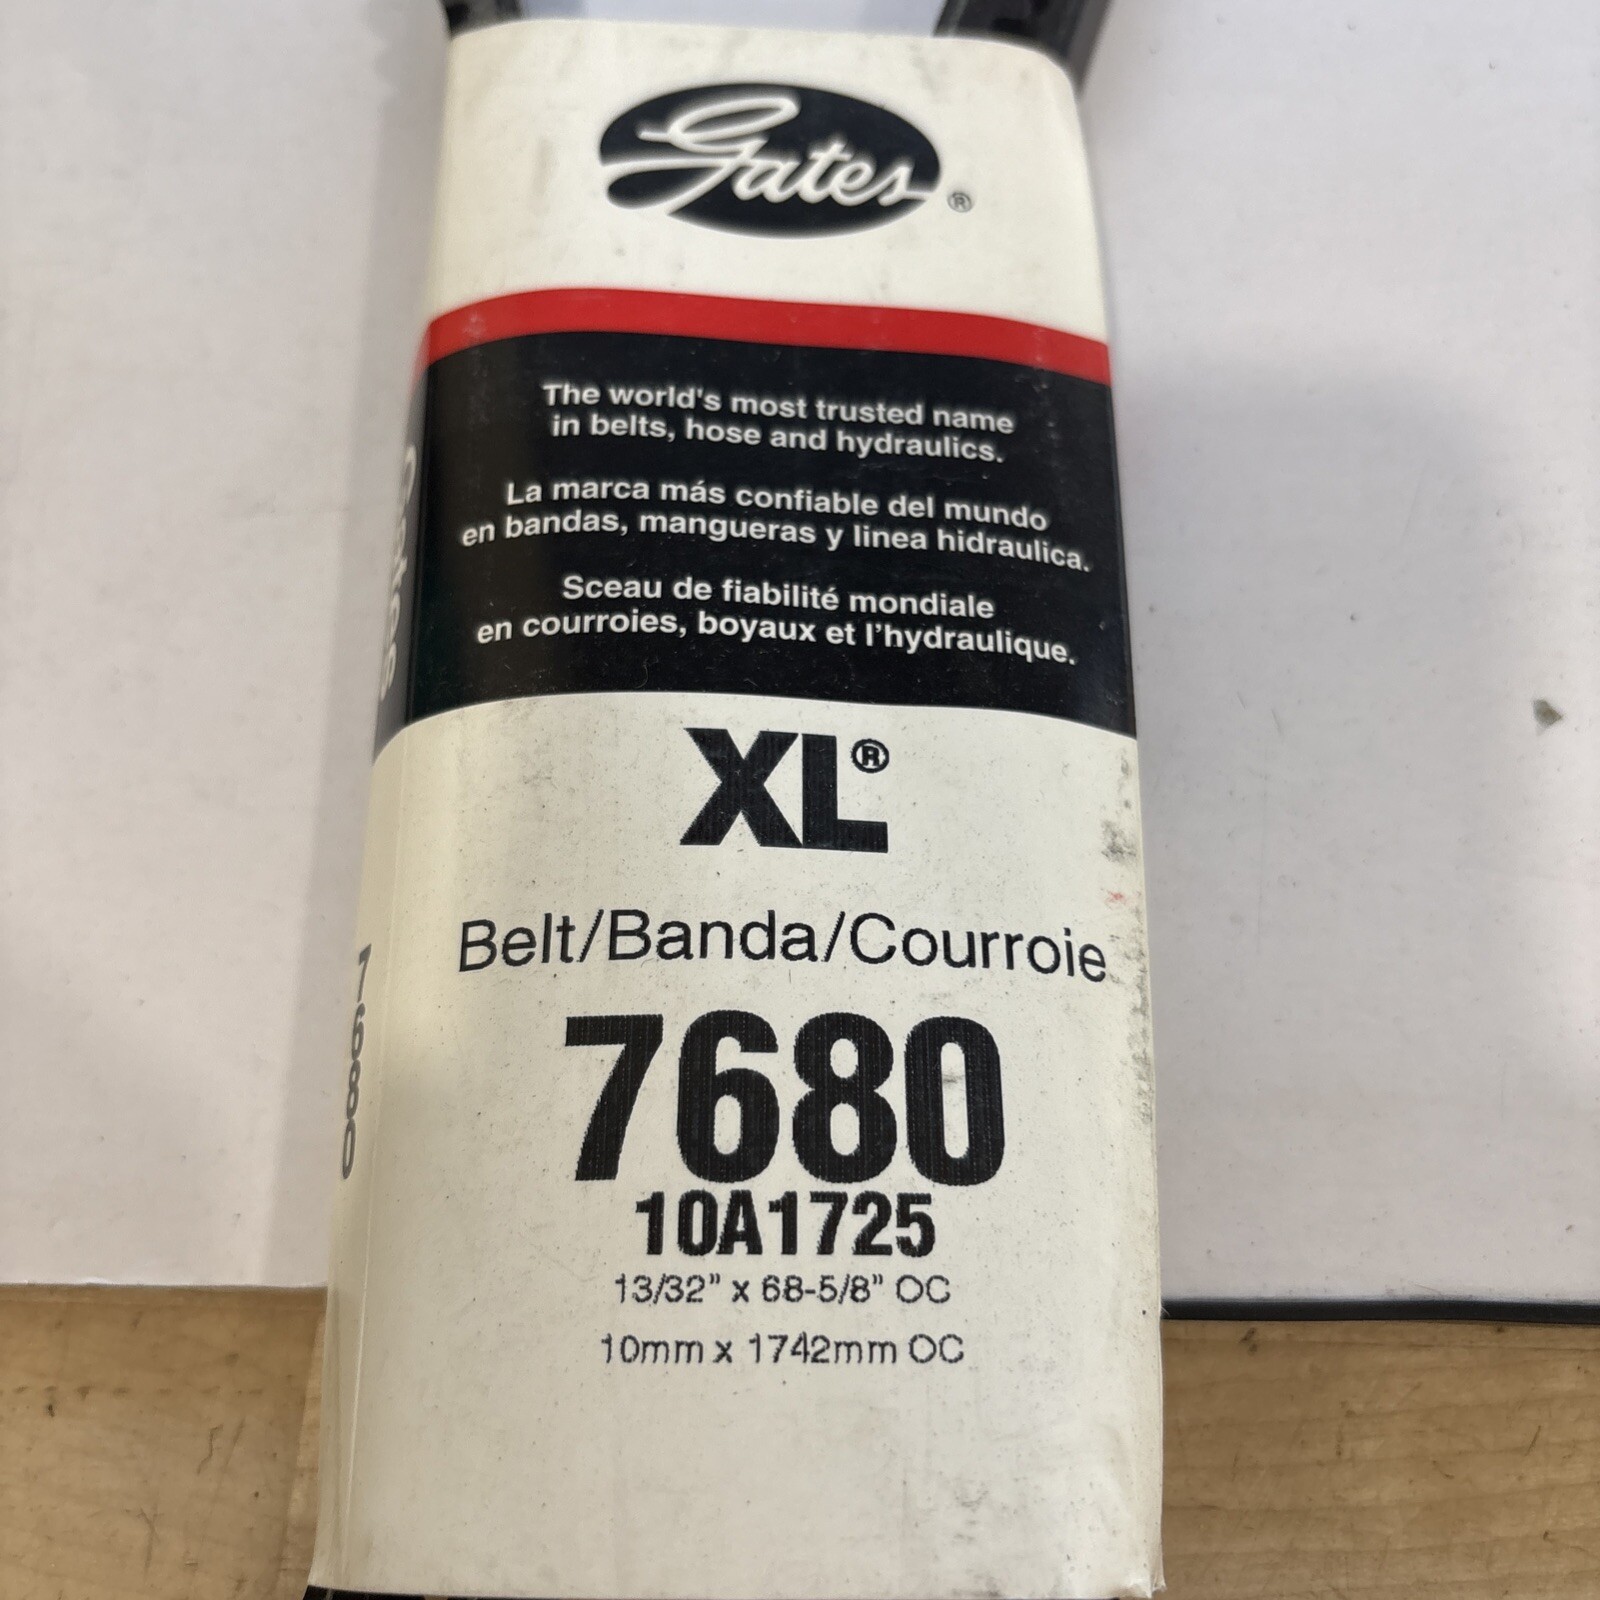 Gates®
The world's most trusted name
in belts, hose and hydraulics.
La marca más confiable del mundo
en bandas, mangueras y linea hidraulica.
Sceau de fiabilité mondiale
en courroies, boyaux et l'hydraulique.
XL®
Belt/Banda/Courroie
7680
10A1725
13/32" x 68-5/8" OC
10mm x 1742mm OC
Gates
7680